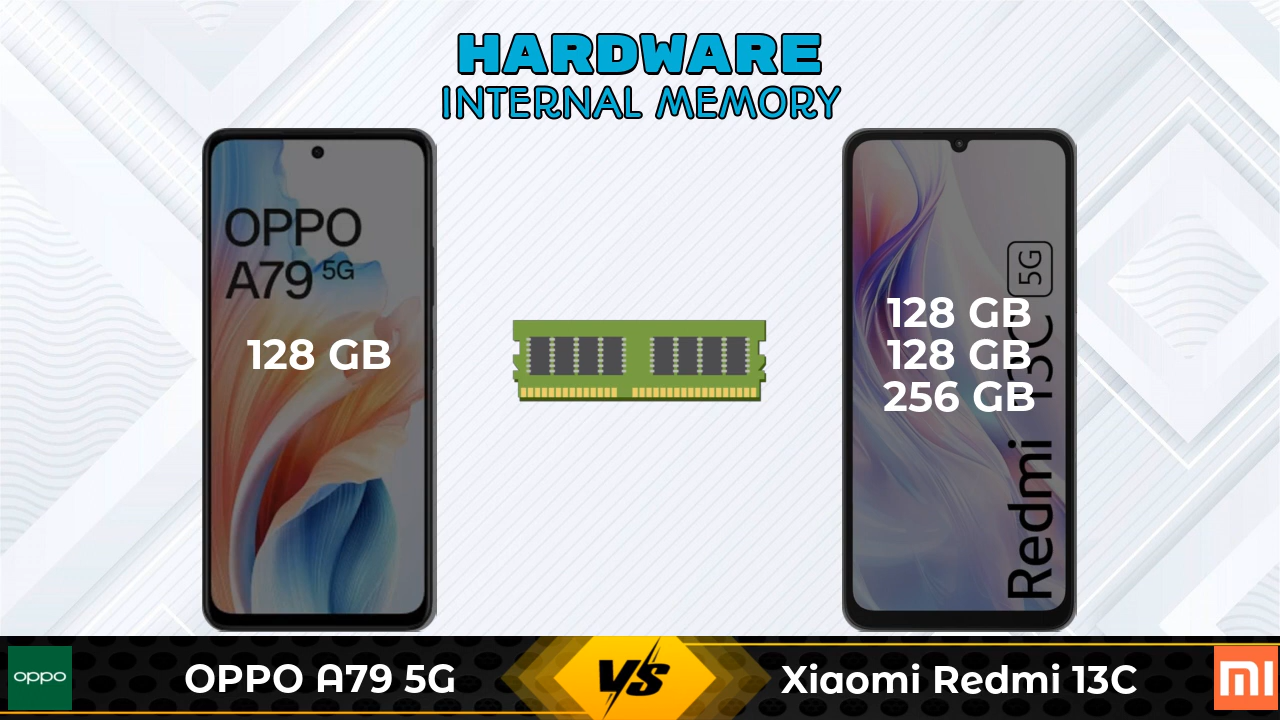 HARDWARE
INTERNAL MEMORY
OPPO
A79 5G
128 GB
5G
Redmi 13C
128 GB
128 GB
256 GB
oppo
OPPO A79 5G
VS
Xiaomi Redmi 13C
mi